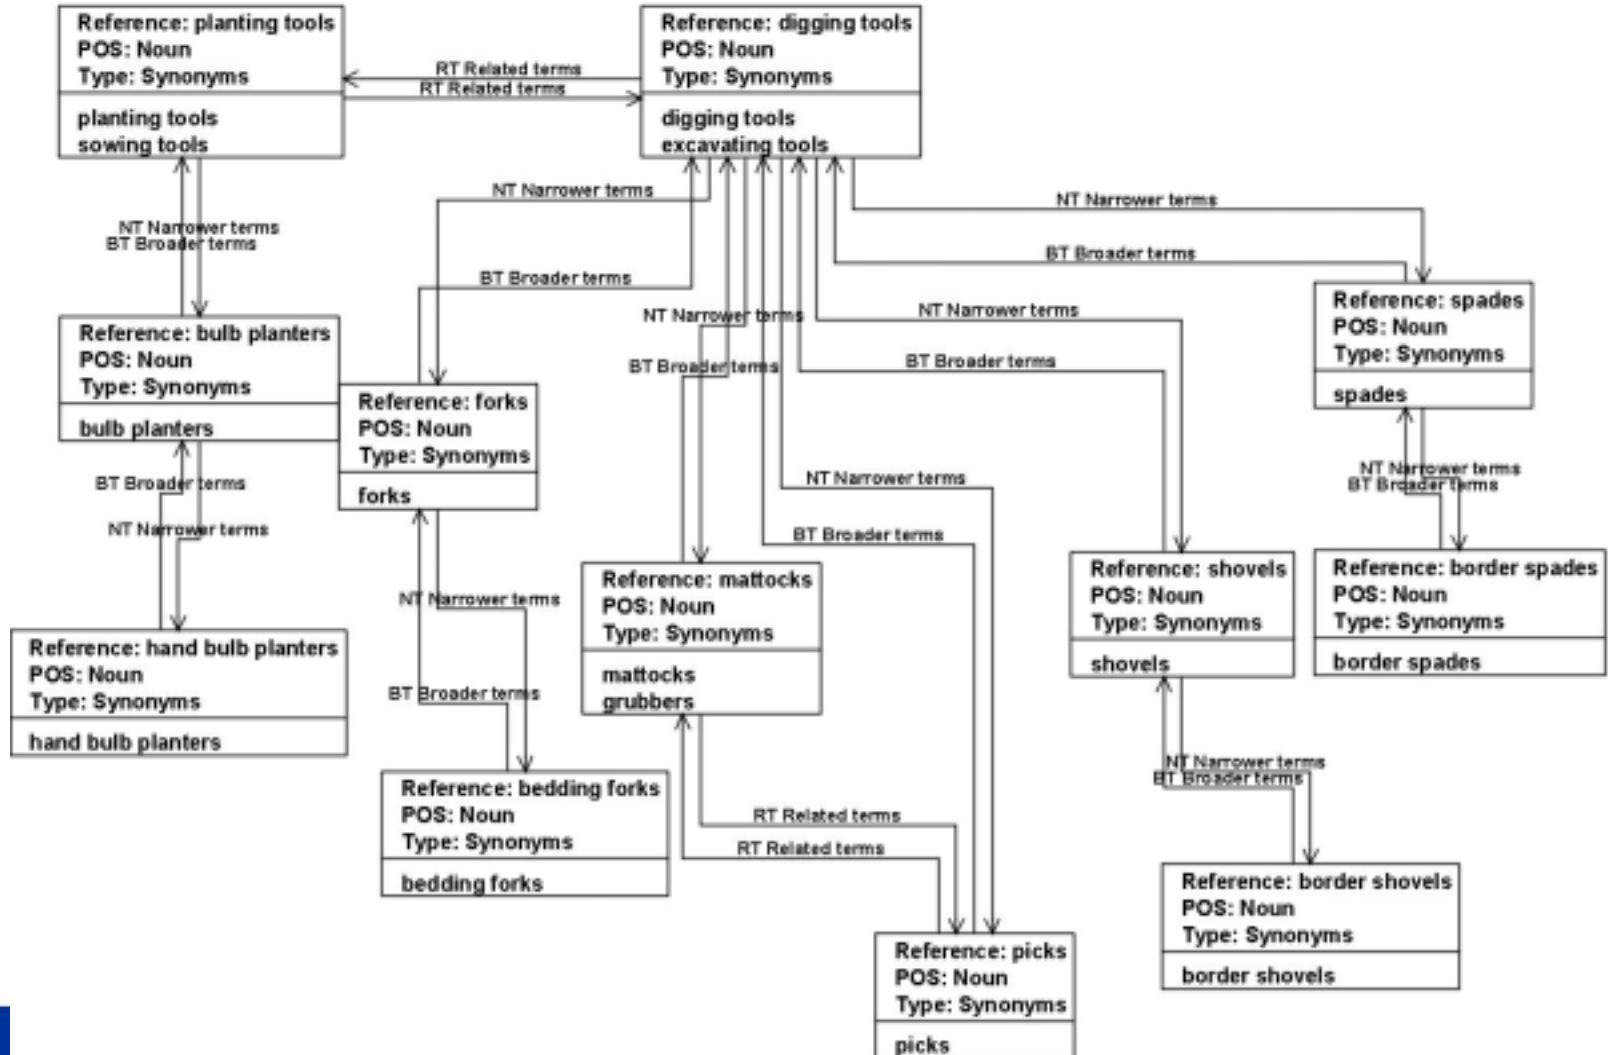 Reference: planting tools
POS: Noun
Type: Synonyms
planting tools
sowing tools
RT Related terms
RT Related terms
Reference: digging tools
POS: Noun
Type: Synonyms
digging tools
excavating tools
NT Narrower terms
BT Broader terms
NT Narrower terms
BT Broader terms
NT Narrower terms
BT Broader terms
NT Narrower terms
BT Broader terms
NT Narrower terms
BT Broader terms
Reference: bulb planters
POS: Noun
Type: Synonyms
bulb planters
Reference: forks
POS: Noun
Type: Synonyms
forks
Reference: spades
POS: Noun
Type: Synonyms
spades
BT Broader terms
NT Narrower terms
NT Narrower terms
BT Broader terms
NT Narrower terms
BT Broader terms
NT Narrower terms
BT Broader terms
Reference: hand bulb planters
POS: Noun
Type: Synonyms
hand bulb planters
Reference: mattocks
POS: Noun
Type: Synonyms
mattocks
grubbers
Reference: shovels
POS: Noun
Type: Synonyms
shovels
Reference: border spades
POS: Noun
Type: Synonyms
border spades
Reference: bedding forks
POS: Noun
Type: Synonyms
bedding forks
RT Related terms
RT Related terms
NT Narrower terms
BT Broader terms
Reference: border shovels
POS: Noun
Type: Synonyms
border shovels
Reference: picks
POS: Noun
Type: Synonyms
picks